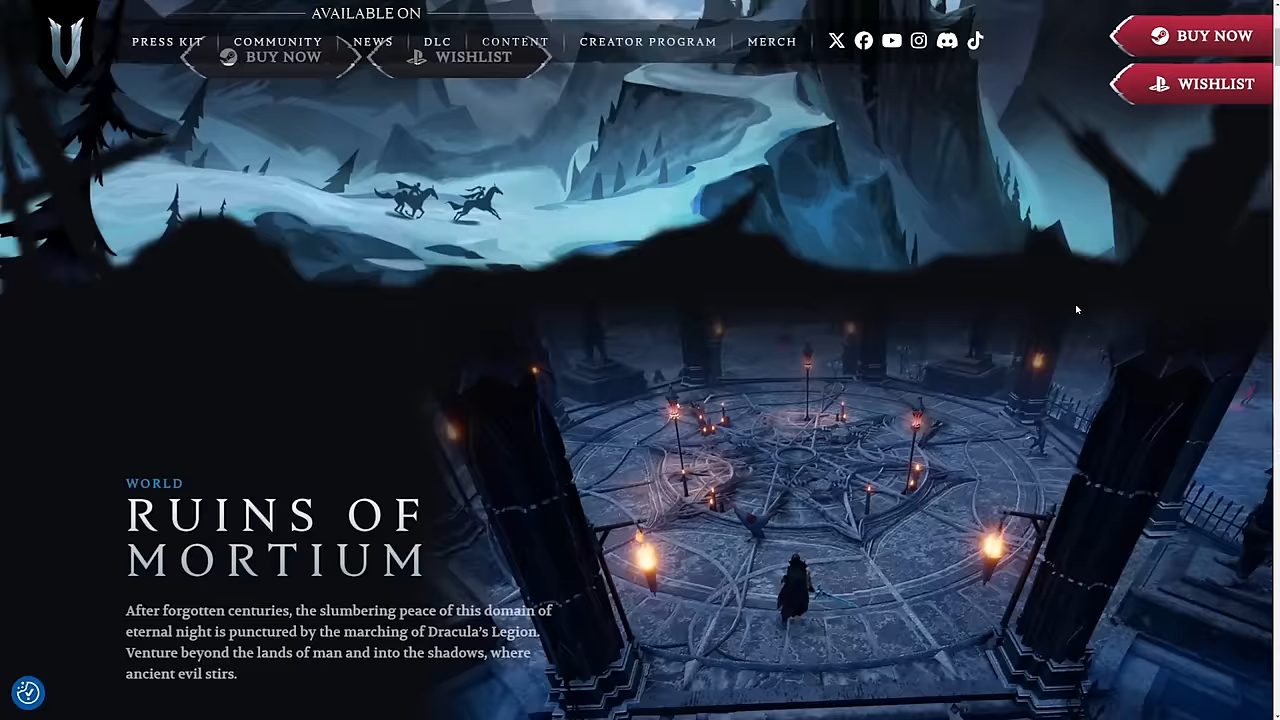 AVAILABLE ON
PRESS KIT
COMMUNITY
NEWS
DLC
CONTENT
CREATOR PROGRAM
MERCH
BUY NOW
WISHLIST
BUY NOW
WISHLIST
WORLD
RUINS OF
MORTIUM
After forgotten centuries, the slumbering peace of this domain of
eternal night is punctured by the marching of Dracula’s Legion.
Venture beyond the lands of man and into the shadows, where
ancient evil stirs.